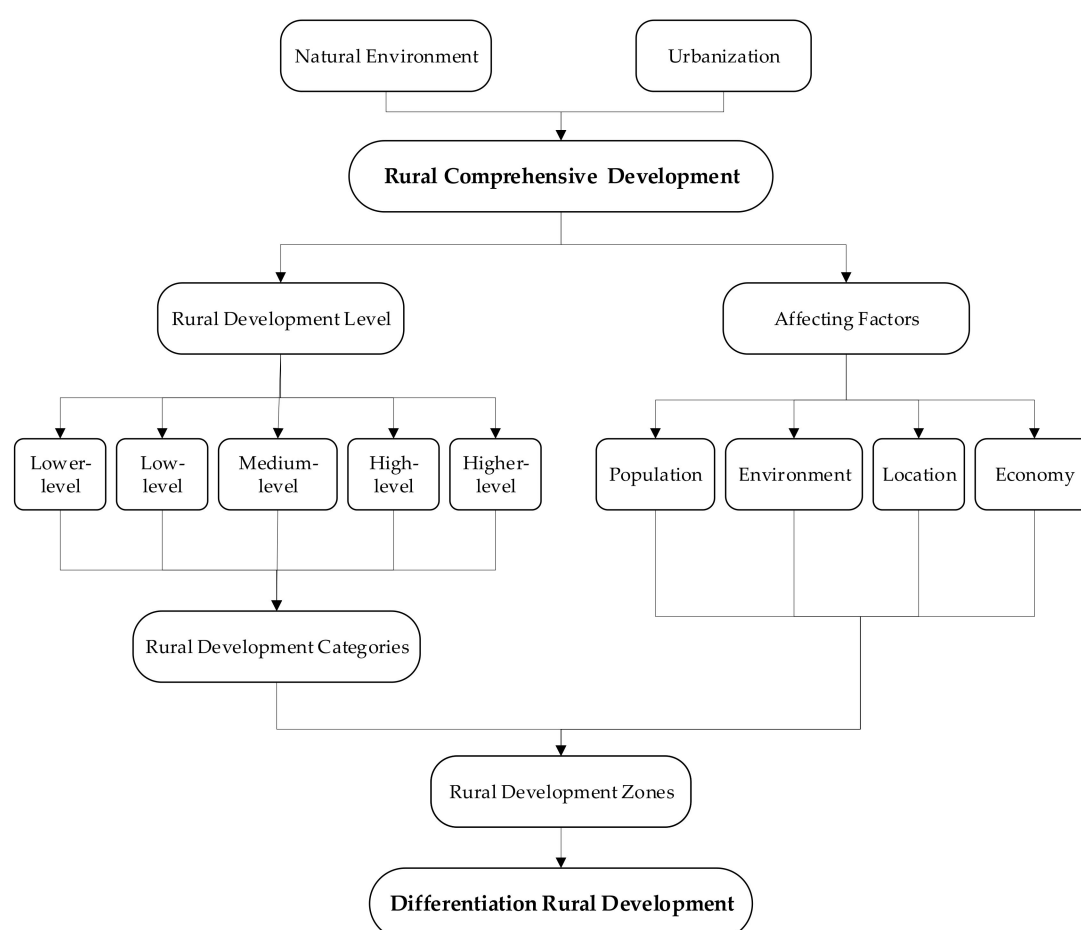 Natural Environment
Urbanization
Rural Comprehensive Development
Rural Development Level
Affecting Factors
Lower-
level
Low-
level
Medium-
level
High-
level
Higher-
level
Population
Environment
Location
Economy
Rural Development Categories
Rural Development Zones
Differentiation Rural Development